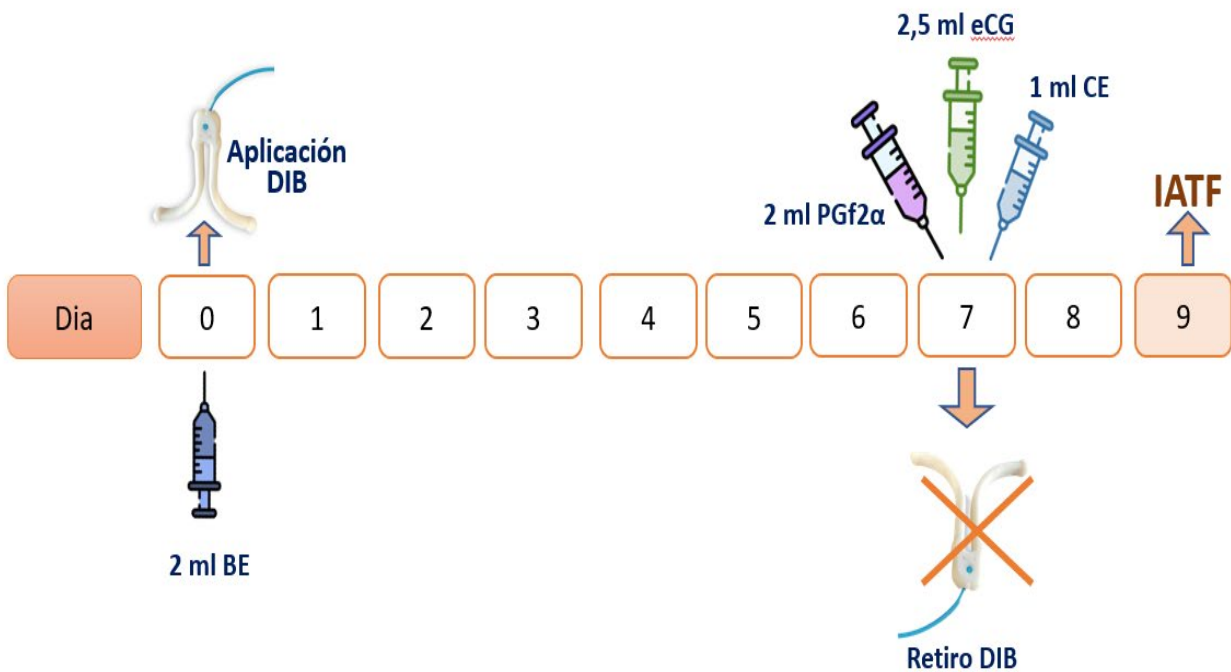 2,5 ml eCG
1 ml CE
Aplicación
DIB
2 ml PGf2α
IATF
Dia 0 1 2 3 4 5 6 7 8 9
2 ml BE
Retiro DIB